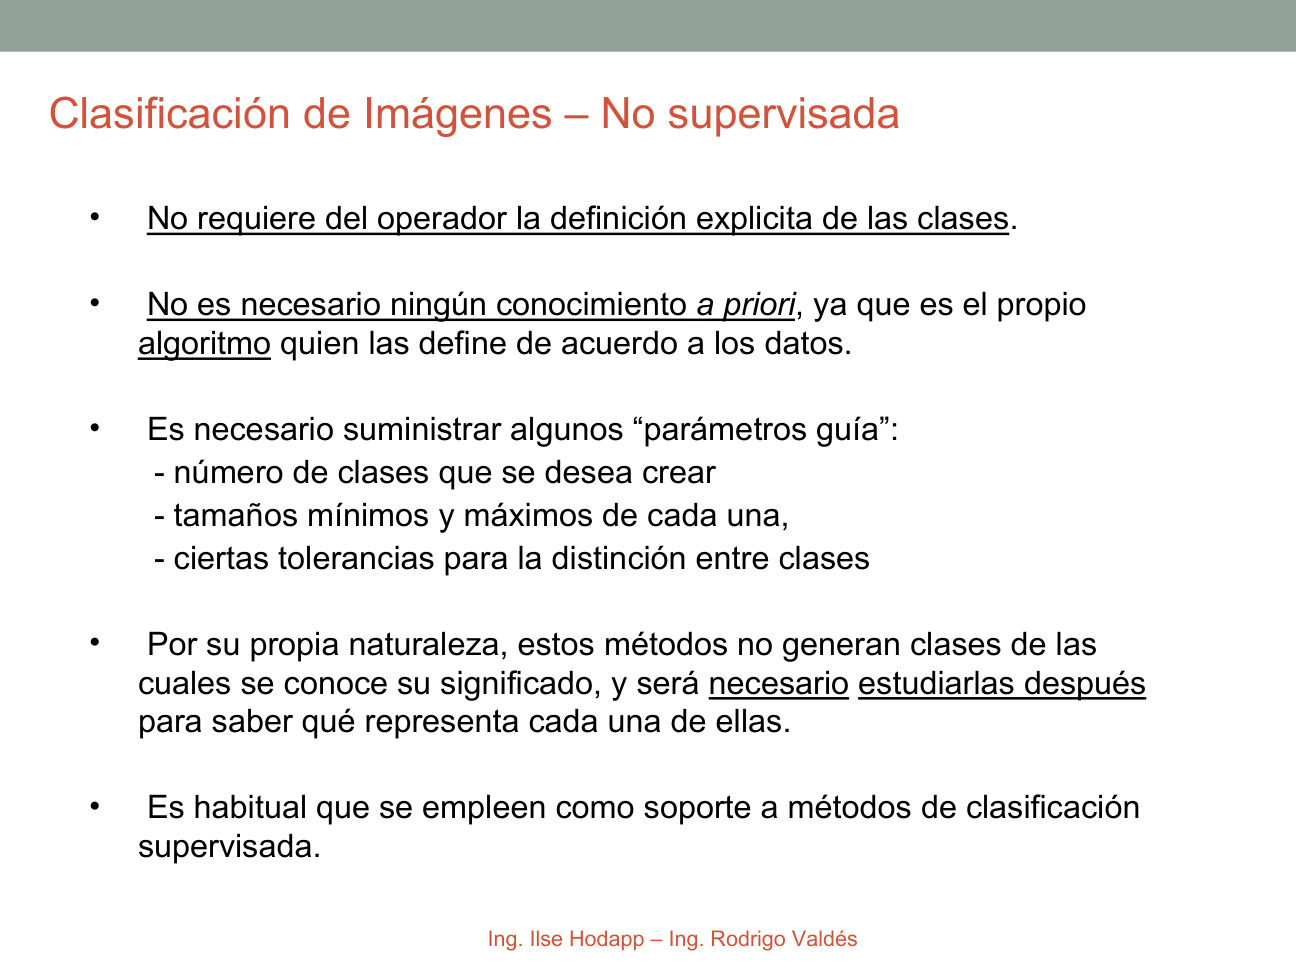 Clasificación de Imágenes – No supervisada
• No requiere del operador la definición explicita de las clases.
• No es necesario ningún conocimiento a priori, ya que es el propio
algoritmo quien las define de acuerdo a los datos.
• Es necesario suministrar algunos “parámetros guía”:
- número de clases que se desea crear
- tamaños mínimos y máximos de cada una,
- ciertas tolerancias para la distinción entre clases
• Por su propia naturaleza, estos métodos no generan clases de las
cuales se conoce su significado, y será necesario estudiarlas después
para saber qué representa cada una de ellas.
• Es habitual que se empleen como soporte a métodos de clasificación
supervisada.
Ing. Ilse Hodapp – Ing. Rodrigo Valdés